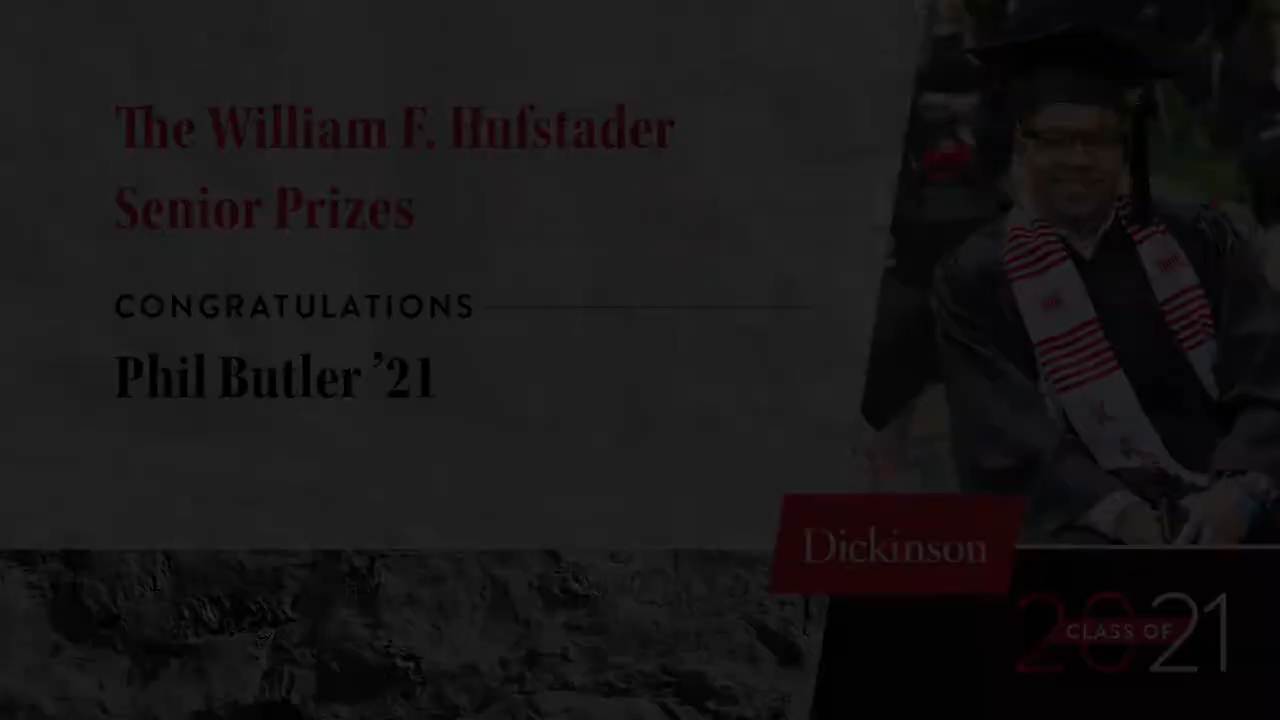 The William F. Hufstader
Senior Prizes
CONGRATULATIONS
Phil Butler ’21
Dickinson
2021
CLASS OF